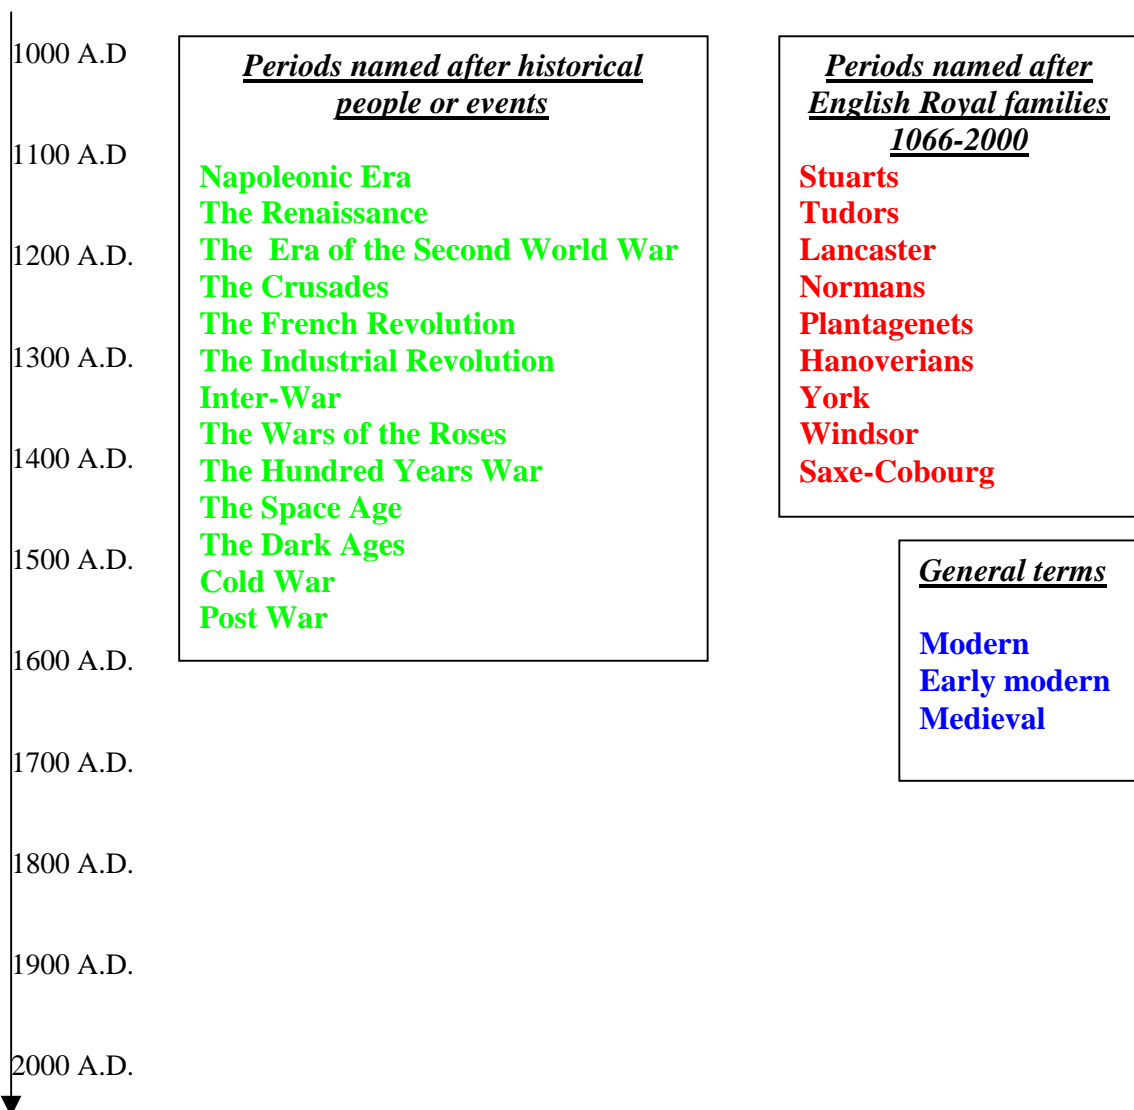 1000 A.D
1100 A.D
1200 A.D.
1300 A.D.
1400 A.D.
1500 A.D.
1600 A.D.
1700 A.D.
1800 A.D.
1900 A.D.
2000 A.D.
Periods named after historical
people or events
Napoleonic Era
The Renaissance
The  Era of the Second World War
The Crusades
The French Revolution
The Industrial Revolution
Inter-War
The Wars of the Roses
The Hundred Years War
The Space Age
The Dark Ages
Cold War
Post War
Periods named after
English Royal families
1066-2000
Stuarts
Tudors
Lancaster
Normans
Plantagenets
Hanoverians
York
Windsor
Saxe-Cobourg
General terms
Modern
Early modern
Medieval